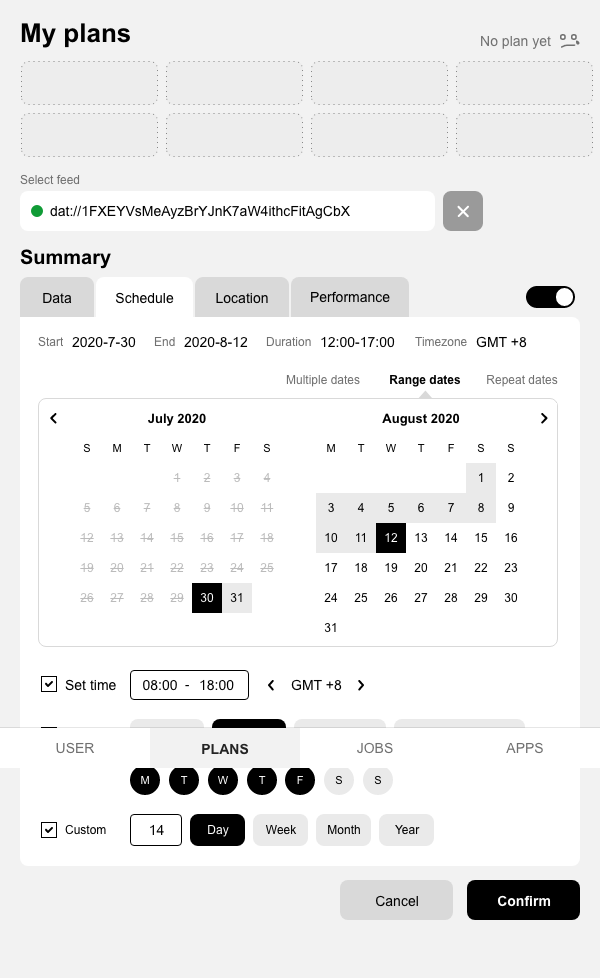 My plans
No plan yet
Select feed
dat://1FXEYVsMeAyzBrYJnK7aW4ithcFitAgCbX
Summary
Data Schedule Location Performance
Start 2020-7-30 End 2020-8-12 Duration 12:00-17:00 Timezone GMT +8
Multiple dates Range dates Repeat dates
July 2020 August 2020
S M T W T F S M T W T F S S
1 2 3 4 1 2
5 6 7 8 9 10 11 3 4 5 6 7 8 9
12 13 14 15 16 17 18 10 11 12 13 14 15 16
19 20 21 22 23 24 25 17 18 19 20 21 22 23
26 27 28 29 30 31 24 25 26 27 28 29 30
31
Set time 08:00 - 18:00 GMT +8
USER PLANS JOBS APPS
M T W T F S S
Custom 14 Day Week Month Year
Cancel Confirm